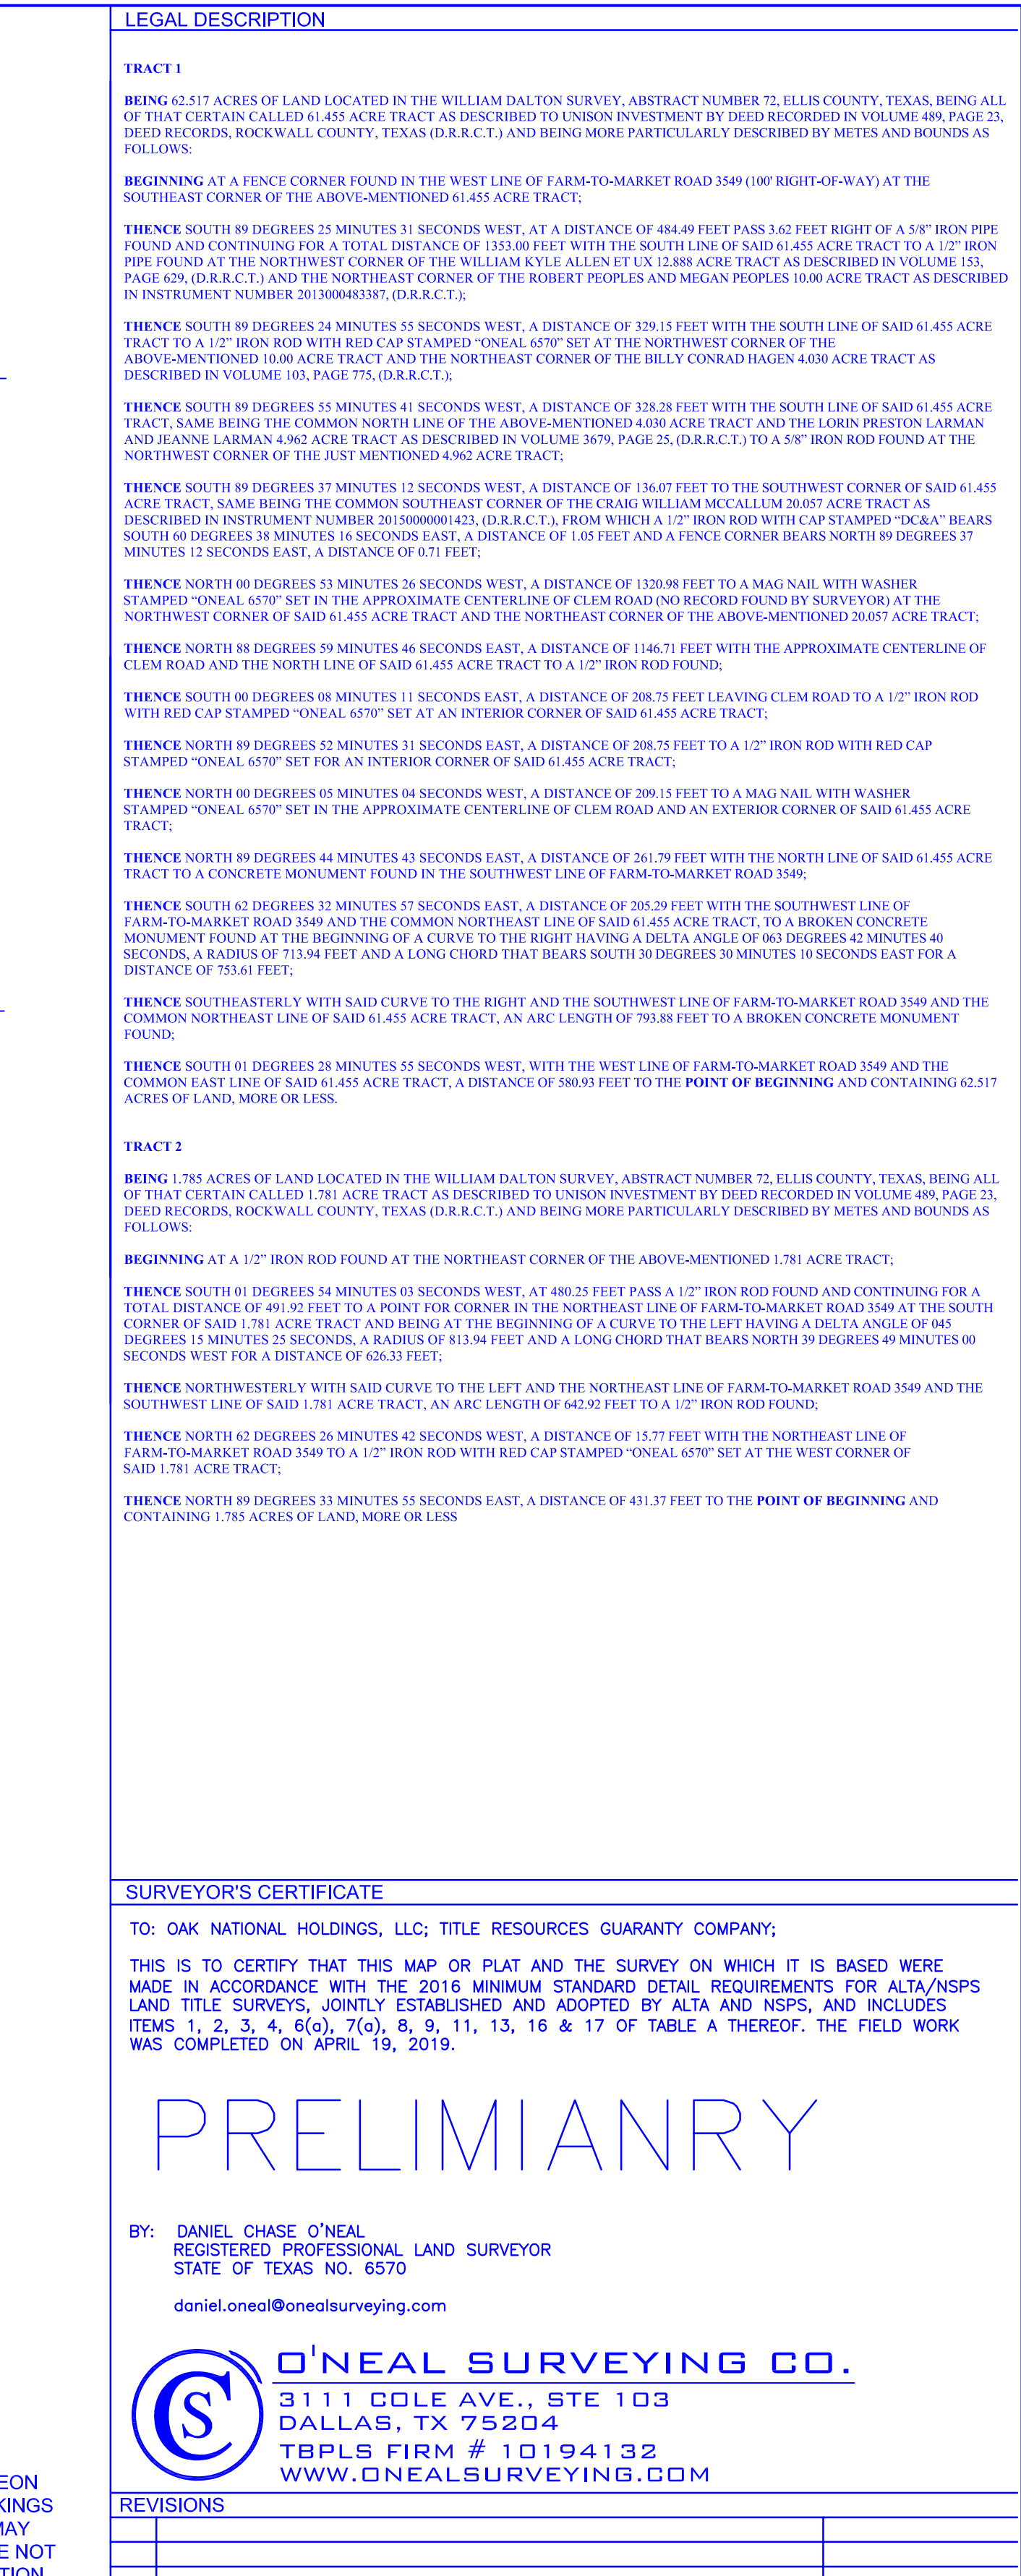 LEGAL DESCRIPTION
TRACT 1
BEING 62.517 ACRES OF LAND LOCATED IN THE WILLIAM DALTON SURVEY, ABSTRACT NUMBER 72, ELLIS COUNTY, TEXAS, BEING ALL
OF THAT CERTAIN CALLED 61.455 ACRE TRACT AS DESCRIBED TO UNISON INVESTMENT BY DEED RECORDED IN VOLUME 489, PAGE 23,
DEED RECORDS, ROCKWALL COUNTY, TEXAS (D.R.R.C.T.) AND BEING MORE PARTICULARLY DESCRIBED BY METES AND BOUNDS AS
FOLLOWS:
BEGINNING AT A FENCE CORNER FOUND IN THE WEST LINE OF FARM-TO-MARKET ROAD 3549 (100' RIGHT-OF-WAY) AT THE
SOUTHEAST CORNER OF THE ABOVE-MENTIONED 61.455 ACRE TRACT;
THENCE SOUTH 89 DEGREES 25 MINUTES 31 SECONDS WEST, AT A DISTANCE OF 484.49 FEET PASS 3.62 FEET RIGHT OF A 5/8” IRON PIPE
FOUND AND CONTINUING FOR A TOTAL DISTANCE OF 1353.00 FEET WITH THE SOUTH LINE OF SAID 61.455 ACRE TRACT TO A 1/2” IRON
PIPE FOUND AT THE NORTHWEST CORNER OF THE WILLIAM KYLE ALLEN ET UX 12.888 ACRE TRACT AS DESCRIBED IN VOLUME 153,
PAGE 629, (D.R.R.C.T.) AND THE NORTHEAST CORNER OF THE ROBERT PEOPLES AND MEGAN PEOPLES 10.00 ACRE TRACT AS DESCRIBED
IN INSTRUMENT NUMBER 2013000483387, (D.R.R.C.T.);
THENCE SOUTH 89 DEGREES 24 MINUTES 55 SECONDS WEST, A DISTANCE OF 329.15 FEET WITH THE SOUTH LINE OF SAID 61.455 ACRE
TRACT TO A 1/2” IRON ROD WITH RED CAP STAMPED “ONEAL 6570” SET AT THE NORTHWEST CORNER OF THE
ABOVE-MENTIONED 10.00 ACRE TRACT AND THE NORTHEAST CORNER OF THE BILLY CONRAD HAGEN 4.030 ACRE TRACT AS
DESCRIBED IN VOLUME 103, PAGE 775, (D.R.R.C.T.);
THENCE SOUTH 89 DEGREES 55 MINUTES 41 SECONDS WEST, A DISTANCE OF 328.28 FEET WITH THE SOUTH LINE OF SAID 61.455 ACRE
TRACT, SAME BEING THE COMMON NORTH LINE OF THE ABOVE-MENTIONED 4.030 ACRE TRACT AND THE LORIN PRESTON LARMAN
AND JEANNE LARMAN 4.962 ACRE TRACT AS DESCRIBED IN VOLUME 3679, PAGE 25, (D.R.R.C.T.) TO A 5/8” IRON ROD FOUND AT THE
NORTHWEST CORNER OF THE JUST MENTIONED 4.962 ACRE TRACT;
THENCE SOUTH 89 DEGREES 37 MINUTES 12 SECONDS WEST, A DISTANCE OF 136.07 FEET TO THE SOUTHWEST CORNER OF SAID 61.455
ACRE TRACT, SAME BEING THE COMMON SOUTHEAST CORNER OF THE CRAIG WILLIAM MCCALLUM 20.057 ACRE TRACT AS
DESCRIBED IN INSTRUMENT NUMBER 20150000001423, (D.R.R.C.T.), FROM WHICH A 1/2” IRON ROD WITH CAP STAMPED “DC&A” BEARS
SOUTH 60 DEGREES 38 MINUTES 16 SECONDS EAST, A DISTANCE OF 1.05 FEET AND A FENCE CORNER BEARS NORTH 89 DEGREES 37
MINUTES 12 SECONDS EAST, A DISTANCE OF 0.71 FEET;
THENCE NORTH 00 DEGREES 53 MINUTES 26 SECONDS WEST, A DISTANCE OF 1320.98 FEET TO A MAG NAIL WITH WASHER
STAMPED “ONEAL 6570” SET IN THE APPROXIMATE CENTERLINE OF CLEM ROAD (NO RECORD FOUND BY SURVEYOR) AT THE
NORTHWEST CORNER OF SAID 61.455 ACRE TRACT AND THE NORTHEAST CORNER OF THE ABOVE-MENTIONED 20.057 ACRE TRACT;
THENCE NORTH 88 DEGREES 59 MINUTES 46 SECONDS EAST, A DISTANCE OF 1146.71 FEET WITH THE APPROXIMATE CENTERLINE OF
CLEM ROAD AND THE NORTH LINE OF SAID 61.455 ACRE TRACT TO A 1/2” IRON ROD FOUND;
THENCE SOUTH 00 DEGREES 08 MINUTES 11 SECONDS EAST, A DISTANCE OF 208.75 FEET LEAVING CLEM ROAD TO A 1/2” IRON ROD
WITH RED CAP STAMPED “ONEAL 6570” SET AT AN INTERIOR CORNER OF SAID 61.455 ACRE TRACT;
THENCE NORTH 89 DEGREES 52 MINUTES 31 SECONDS EAST, A DISTANCE OF 208.75 FEET TO A 1/2” IRON ROD WITH RED CAP
STAMPED “ONEAL 6570” SET FOR AN INTERIOR CORNER OF SAID 61.455 ACRE TRACT;
THENCE NORTH 00 DEGREES 05 MINUTES 04 SECONDS WEST, A DISTANCE OF 209.15 FEET TO A MAG NAIL WITH WASHER
STAMPED “ONEAL 6570” SET IN THE APPROXIMATE CENTERLINE OF CLEM ROAD AND AN EXTERIOR CORNER OF SAID 61.455 ACRE
TRACT;
THENCE NORTH 89 DEGREES 44 MINUTES 43 SECONDS EAST, A DISTANCE OF 261.79 FEET WITH THE NORTH LINE OF SAID 61.455 ACRE
TRACT TO A CONCRETE MONUMENT FOUND IN THE SOUTHWEST LINE OF FARM-TO-MARKET ROAD 3549;
THENCE SOUTH 62 DEGREES 32 MINUTES 57 SECONDS EAST, A DISTANCE OF 205.29 FEET WITH THE SOUTHWEST LINE OF
FARM-TO-MARKET ROAD 3549 AND THE COMMON NORTHEAST LINE OF SAID 61.455 ACRE TRACT, TO A BROKEN CONCRETE
MONUMENT FOUND AT THE BEGINNING OF A CURVE TO THE RIGHT HAVING A DELTA ANGLE OF 063 DEGREES 42 MINUTES 40
SECONDS, A RADIUS OF 713.94 FEET AND A LONG CHORD THAT BEARS SOUTH 30 DEGREES 30 MINUTES 10 SECONDS EAST FOR A
DISTANCE OF 753.61 FEET;
THENCE SOUTHEASTERLY WITH SAID CURVE TO THE RIGHT AND THE SOUTHWEST LINE OF FARM-TO-MARKET ROAD 3549 AND THE
COMMON NORTHEAST LINE OF SAID 61.455 ACRE TRACT, AN ARC LENGTH OF 793.88 FEET TO A BROKEN CONCRETE MONUMENT
FOUND;
THENCE SOUTH 01 DEGREES 28 MINUTES 55 SECONDS WEST, WITH THE WEST LINE OF FARM-TO-MARKET ROAD 3549 AND THE
COMMON EAST LINE OF SAID 61.455 ACRE TRACT, A DISTANCE OF 580.93 FEET TO THE POINT OF BEGINNING AND CONTAINING 62.517
ACRES OF LAND, MORE OR LESS.
TRACT 2
BEING 1.785 ACRES OF LAND LOCATED IN THE WILLIAM DALTON SURVEY, ABSTRACT NUMBER 72, ELLIS COUNTY, TEXAS, BEING ALL
OF THAT CERTAIN CALLED 1.781 ACRE TRACT AS DESCRIBED TO UNISON INVESTMENT BY DEED RECORDED IN VOLUME 489, PAGE 23,
DEED RECORDS, ROCKWALL COUNTY, TEXAS (D.R.R.C.T.) AND BEING MORE PARTICULARLY DESCRIBED BY METES AND BOUNDS AS
FOLLOWS:
BEGINNING AT A 1/2” IRON ROD FOUND AT THE NORTHEAST CORNER OF THE ABOVE-MENTIONED 1.781 ACRE TRACT;
THENCE SOUTH 01 DEGREES 54 MINUTES 03 SECONDS WEST, AT 480.25 FEET PASS A 1/2” IRON ROD FOUND AND CONTINUING FOR A
TOTAL DISTANCE OF 491.92 FEET TO A POINT FOR CORNER IN THE NORTHEAST LINE OF FARM-TO-MARKET ROAD 3549 AT THE SOUTH
CORNER OF SAID 1.781 ACRE TRACT AND BEING AT THE BEGINNING OF A CURVE TO THE LEFT HAVING A DELTA ANGLE OF 045
DEGREES 15 MINUTES 25 SECONDS, A RADIUS OF 813.94 FEET AND A LONG CHORD THAT BEARS NORTH 39 DEGREES 49 MINUTES 00
SECONDS WEST FOR A DISTANCE OF 626.33 FEET;
THENCE NORTHWESTERLY WITH SAID CURVE TO THE LEFT AND THE NORTHEAST LINE OF FARM-TO-MARKET ROAD 3549 AND THE
SOUTHWEST LINE OF SAID 1.781 ACRE TRACT, AN ARC LENGTH OF 642.92 FEET TO A 1/2” IRON ROD FOUND;
THENCE NORTH 62 DEGREES 26 MINUTES 42 SECONDS WEST, A DISTANCE OF 15.77 FEET WITH THE NORTHEAST LINE OF
FARM-TO-MARKET ROAD 3549 TO A 1/2” IRON ROD WITH RED CAP STAMPED “ONEAL 6570” SET AT THE WEST CORNER OF
SAID 1.781 ACRE TRACT;
THENCE NORTH 89 DEGREES 33 MINUTES 55 SECONDS EAST, A DISTANCE OF 431.37 FEET TO THE POINT OF BEGINNING AND
CONTAINING 1.785 ACRES OF LAND, MORE OR LESS
SURVEYOR'S CERTIFICATE
TO: OAK NATIONAL HOLDINGS, LLC; TITLE RESOURCES GUARANTY COMPANY;
THIS IS TO CERTIFY THAT THIS MAP OR PLAT AND THE SURVEY ON WHICH IT IS BASED WERE
MADE IN ACCORDANCE WITH THE 2016 MINIMUM STANDARD DETAIL REQUIREMENTS FOR ALTA/NSPS
LAND TITLE SURVEYS, JOINTLY ESTABLISHED AND ADOPTED BY ALTA AND NSPS, AND INCLUDES
ITEMS 1, 2, 3, 4, 6(a), 7(a), 8, 9, 11, 13, 16 & 17 OF TABLE A THEREOF. THE FIELD WORK
WAS COMPLETED ON APRIL 19, 2019.
PRELIMIANRY
BY: DANIEL CHASE O'NEAL
REGISTERED PROFESSIONAL LAND SURVEYOR
STATE OF TEXAS NO. 6570
daniel.oneal@onealsurveying.com
O'NEAL SURVEYING CO.
3111 COLE AVE., STE 103
DALLAS, TX 75204
TBPLS FIRM # 10194132
WWW.ONEALSURVEYING.COM
REVISIONS
EON
KINGS
MAY
E NOT